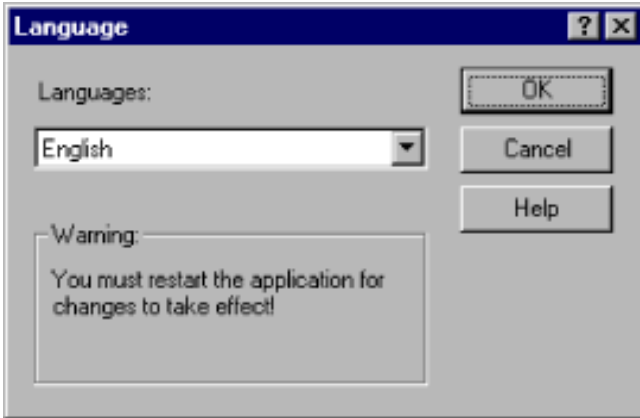 Language
Languages:
OK
English
Cancel
Help
Warning:
You must restart the application for
changes to take effect!